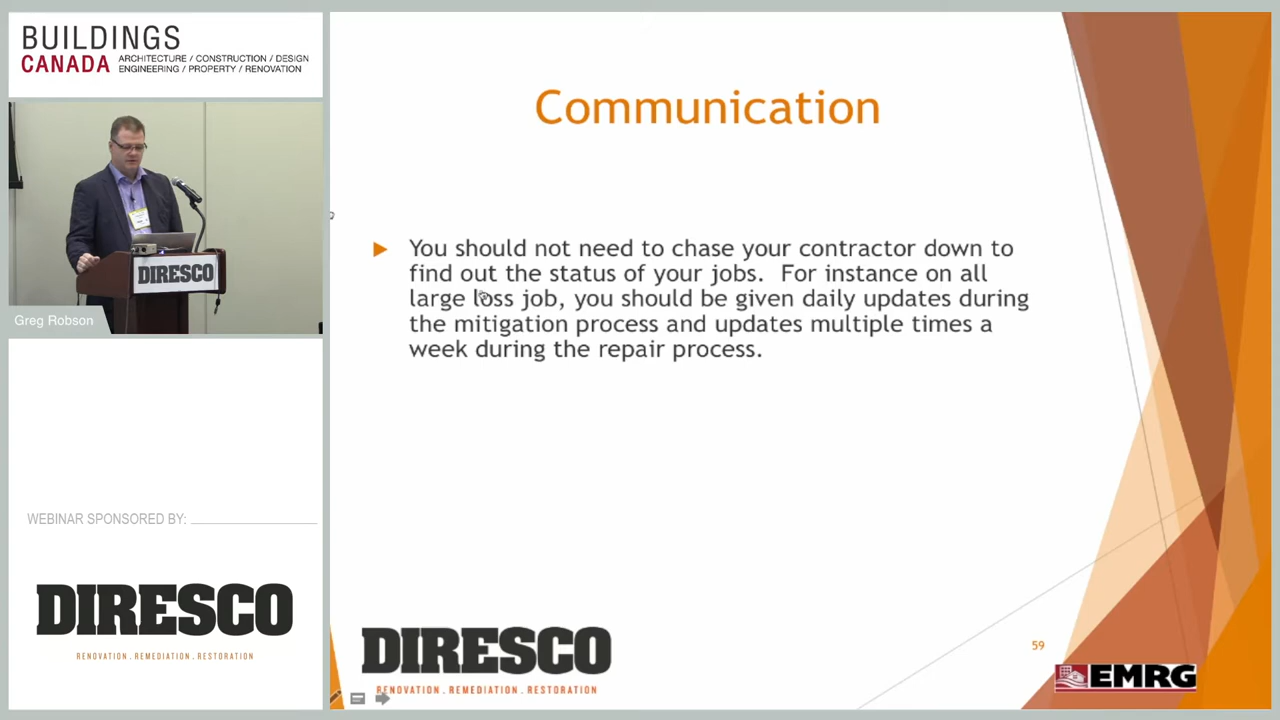 BUILDINGS
CANADA ARCHITECTURE / CONSTRUCTION / DESIGN
ENGINEERING / PROPERTY / RENOVATION
DIRESCO
Greg Robson
WEBINAR SPONSORED BY:
DIRESCO
RENOVATION . REMEDIATION . RESTORATION
Communication
You should not need to chase your contractor down to
find out the status of your jobs. For instance on all
large loss job, you should be given daily updates during
the mitigation process and updates multiple times a
week during the repair process.
DIRESCO
RENOVATION . REMEDIATION . RESTORATION
59
EMRG